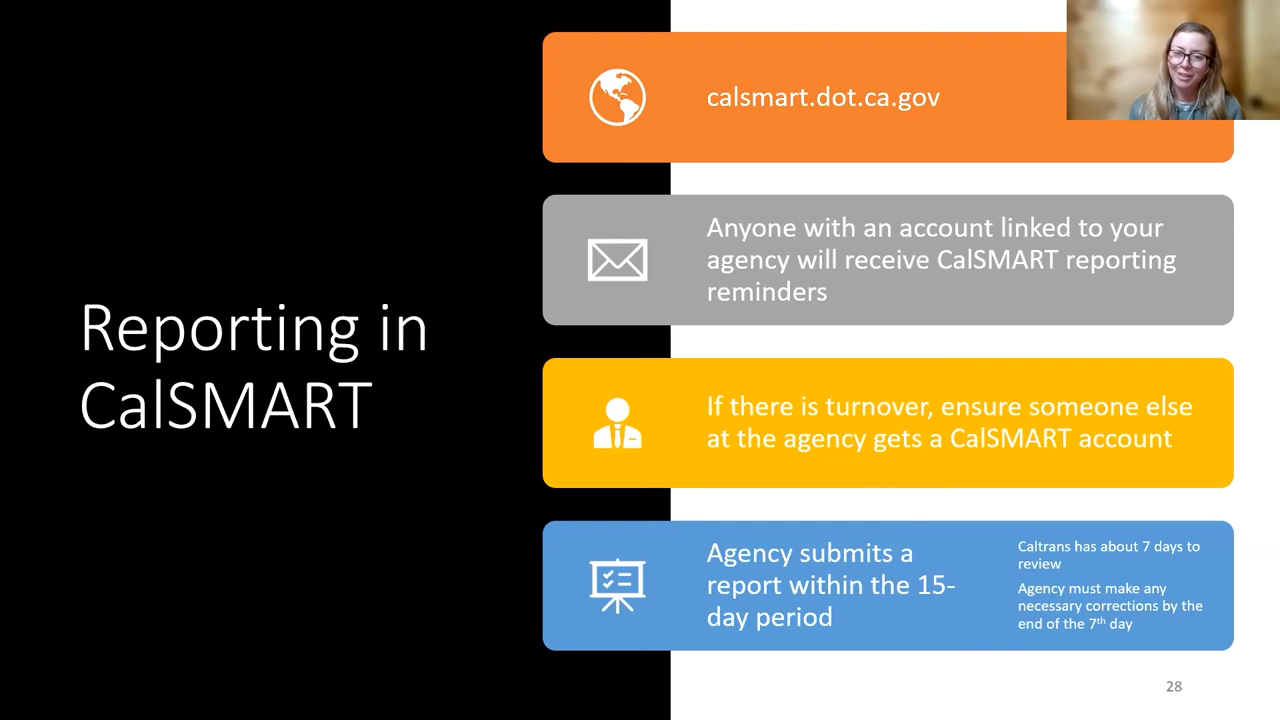 Reporting in
CalSMART
calsmart.dot.ca.gov
Anyone with an account linked to your
agency will receive CalSMART reporting
reminders
If there is turnover, ensure someone else
at the agency gets a CalSMART account
Agency submits a
report within the 15-
day period
Caltrans has about 7 days to
review
Agency must make any
necessary corrections by the
end of the 7th day
28